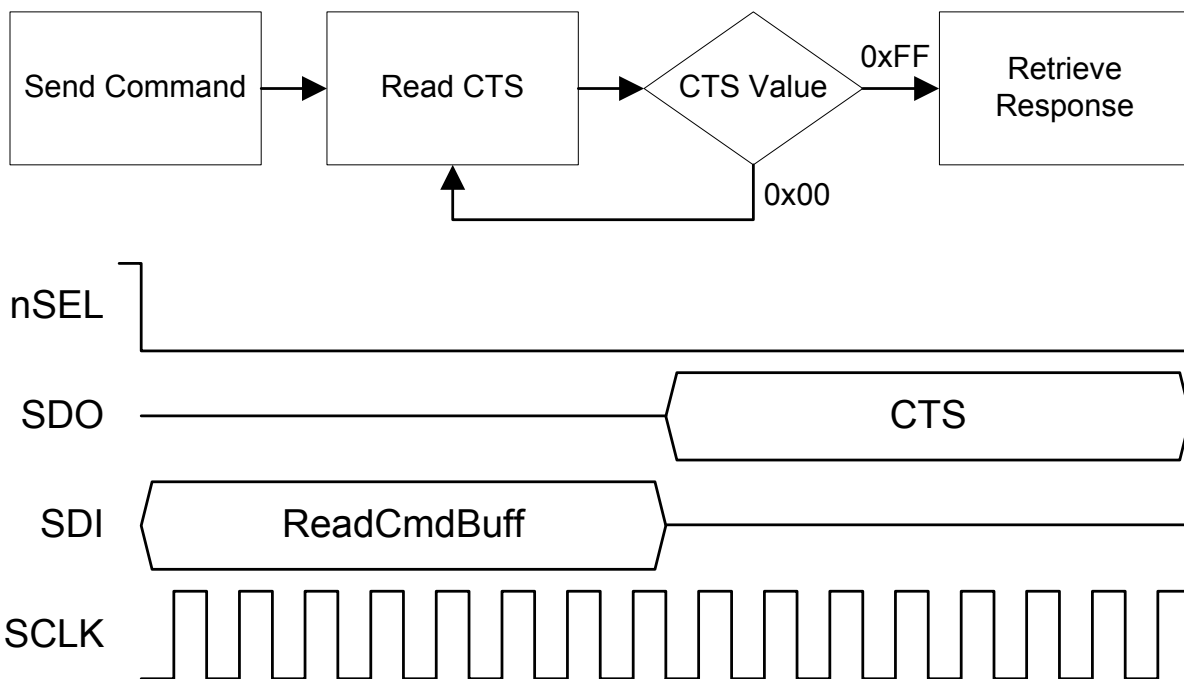 Send Command
Read CTS
CTS Value
0xFF
Retrieve
Response
0x00
nSEL
SDO
CTS
SDI
ReadCmdBuff
SCLK